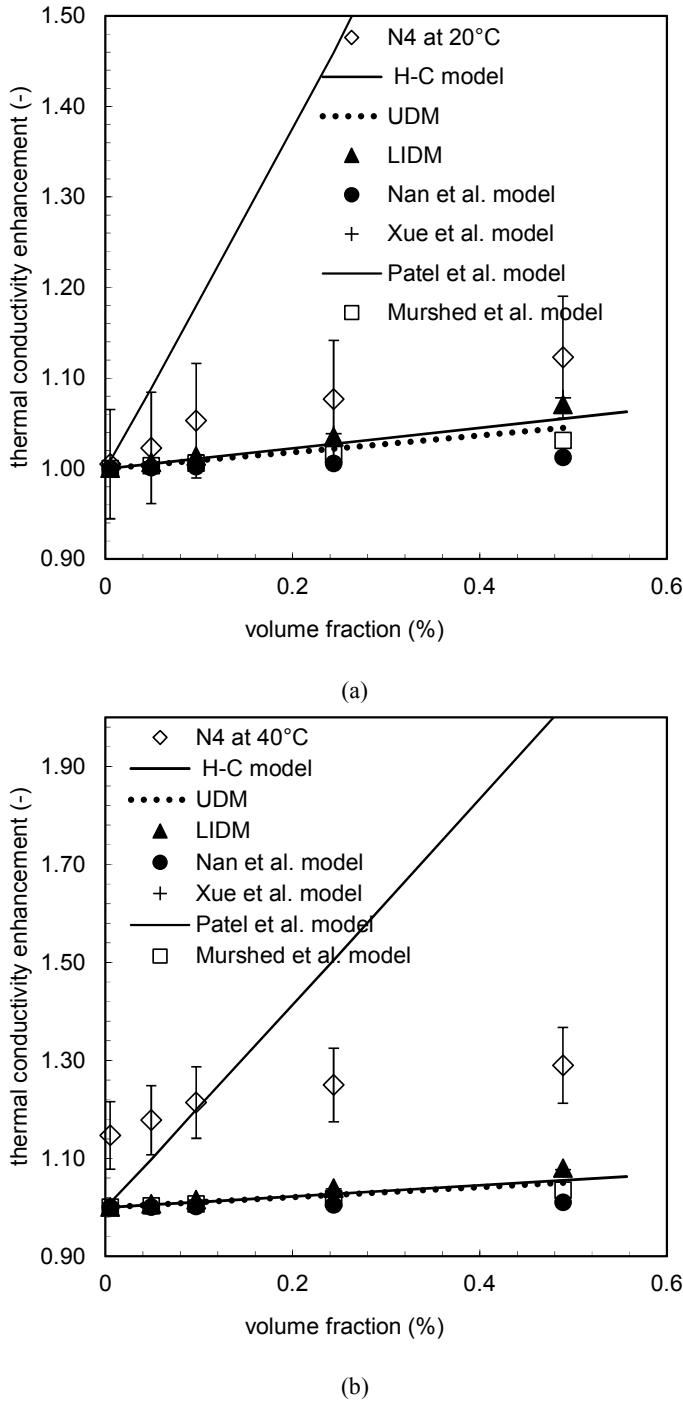 1.50
1.40
1.30
1.20
1.10
1.00
0.90
thermal conductivity enhancement (-)
N4 at 20°C
H-C model
UDM
LIDM
Nan et al. model
Xue et al. model
Patel et al. model
Murshed et al. model
0
0.2
0.4
0.6
volume fraction (%)
(a)
1.90
1.70
1.50
1.30
1.10
0.90
thermal conductivity enhancement (-)
N4 at 40°C
H-C model
UDM
LIDM
Nan et al. model
Xue et al. model
Patel et al. model
Murshed et al. model
0
0.2
0.4
0.6
volume fraction (%)
(b)